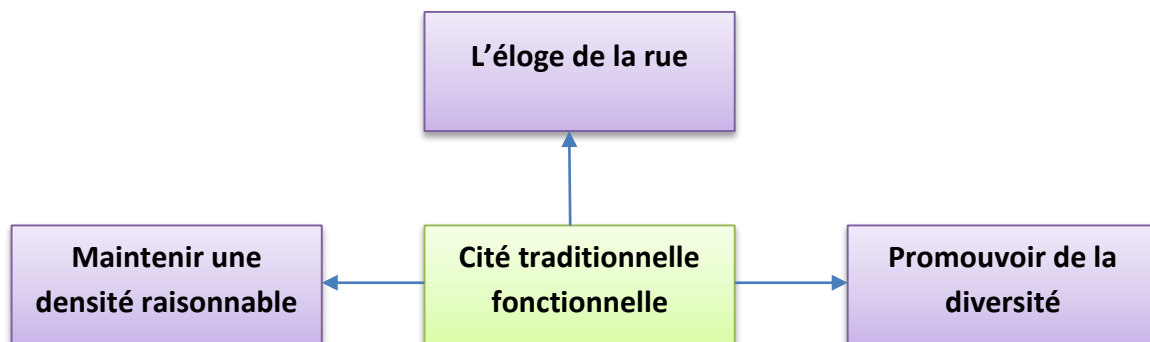 L’éloge de la rue
Maintenir une
densité raisonnable
Cité traditionnelle
fonctionnelle
Promouvoir de la
diversité